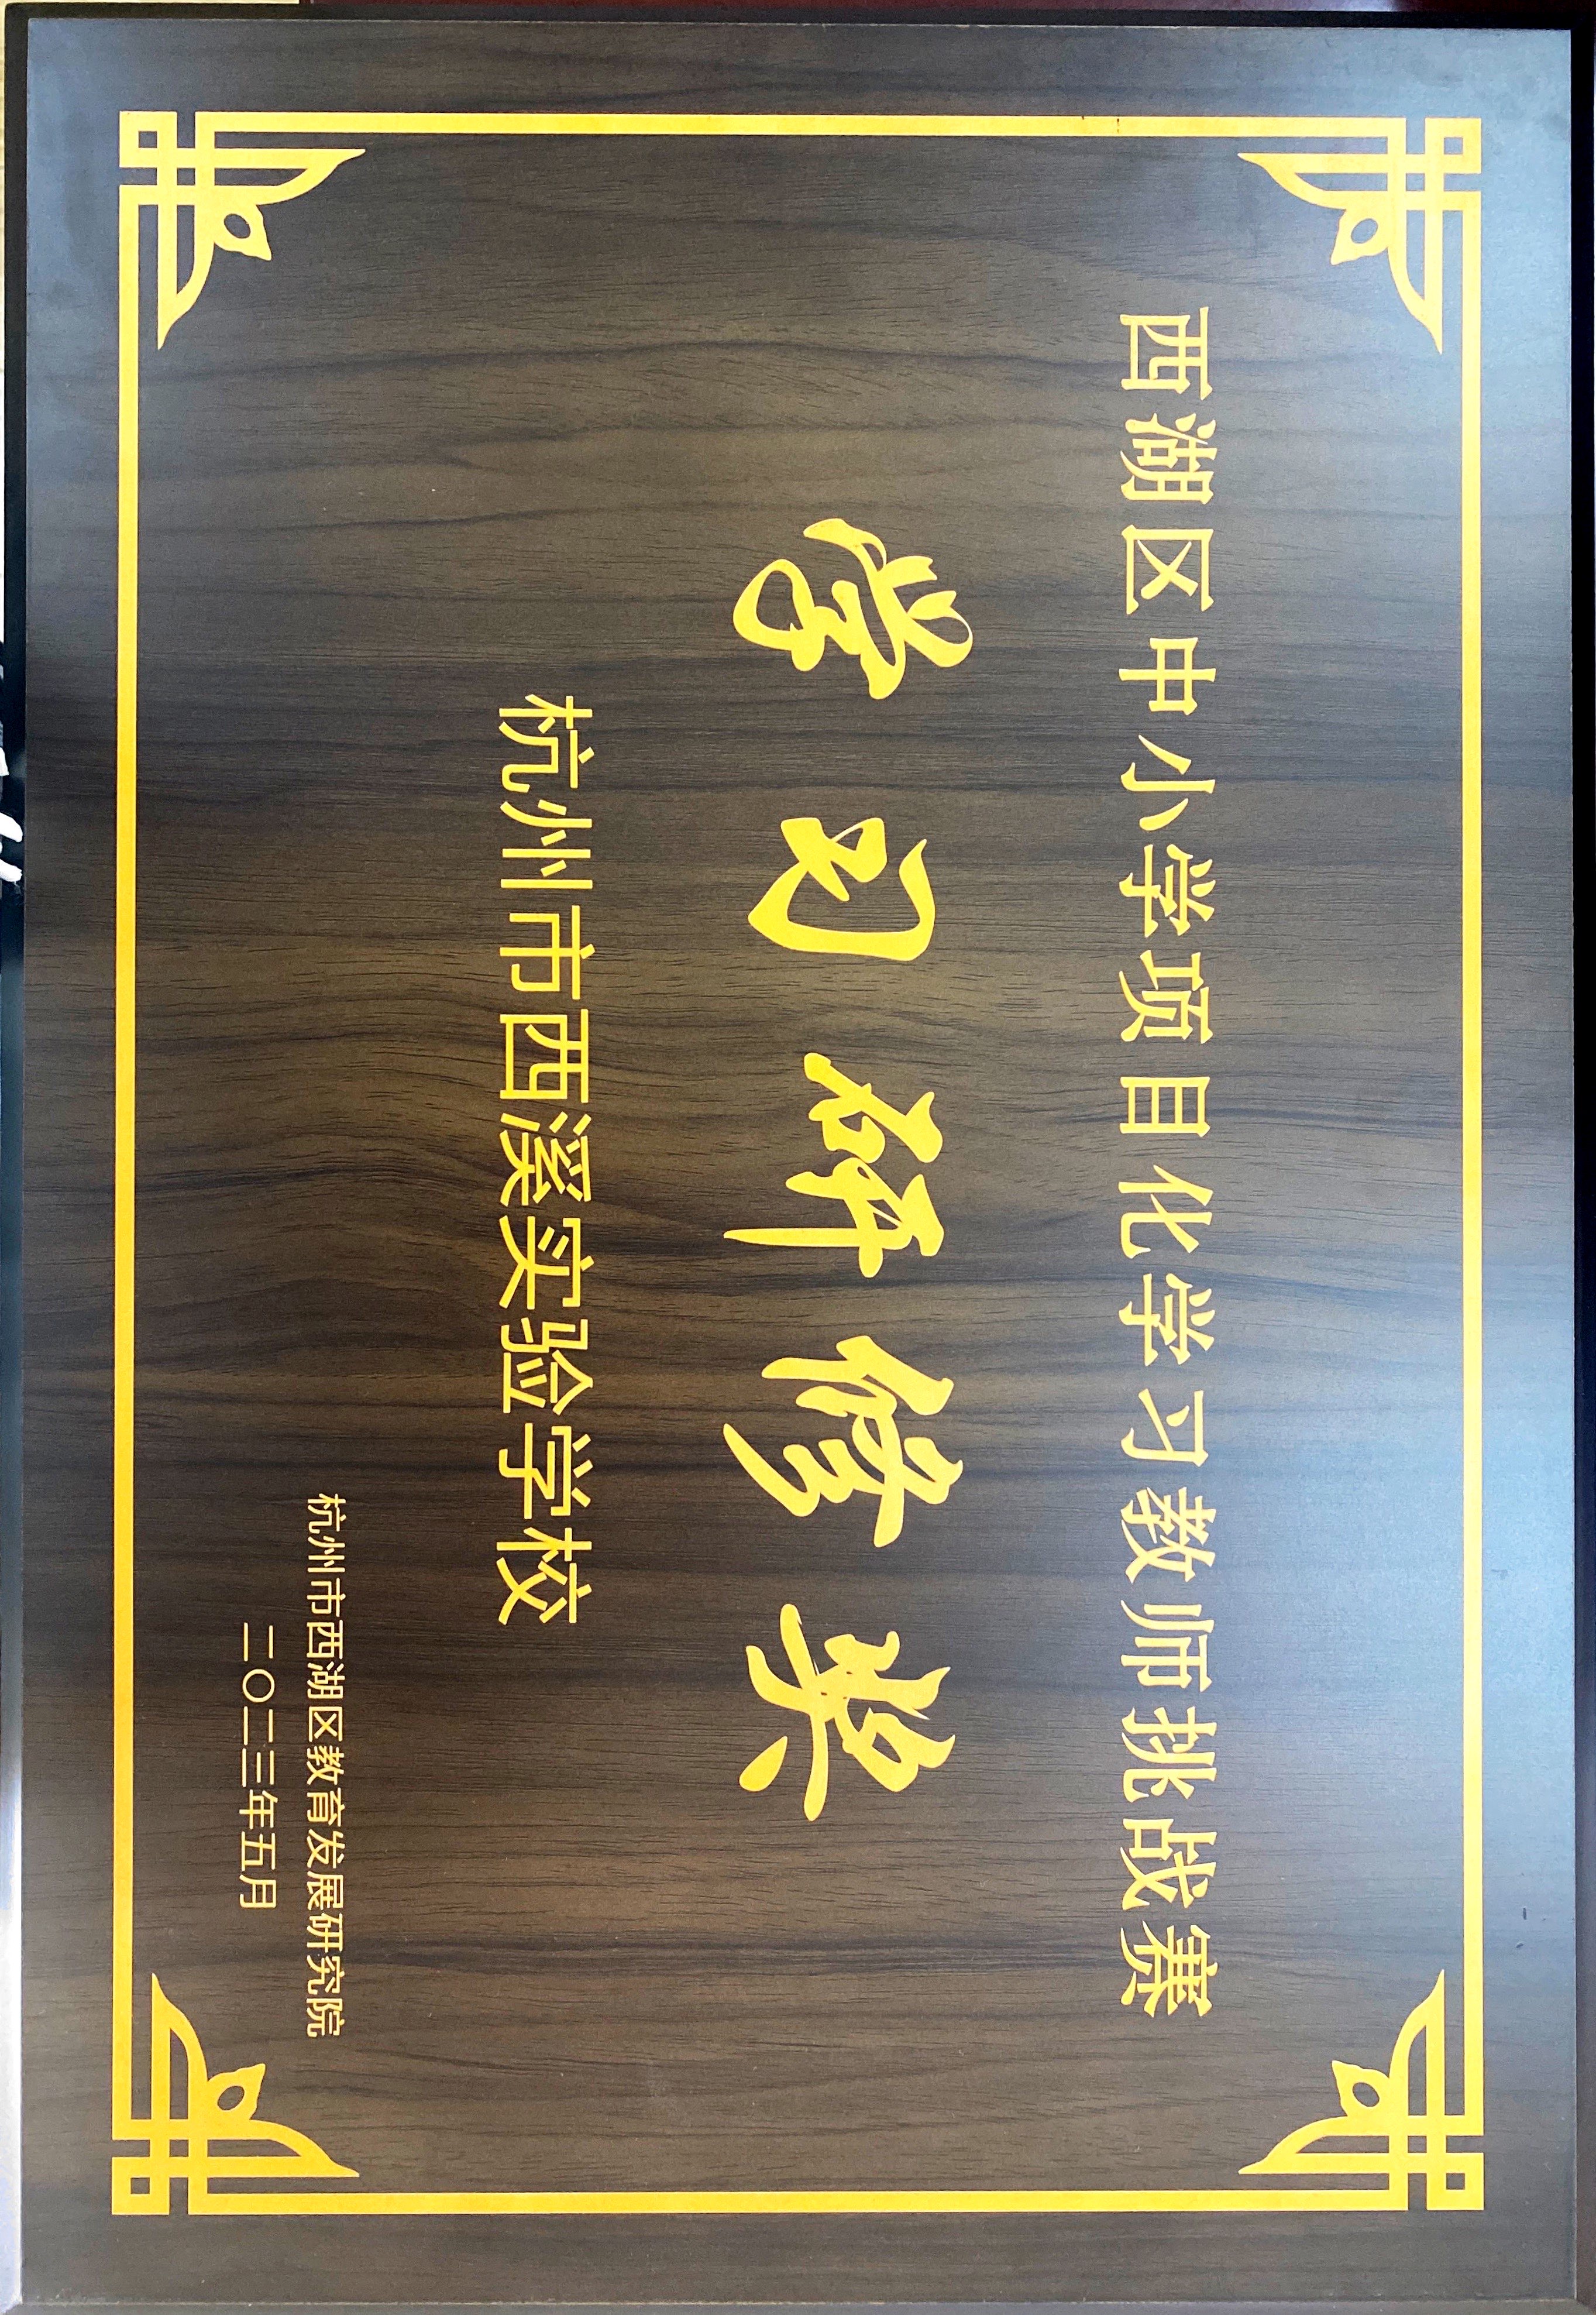 西湖区中小学项目化学习教师挑战赛
学习研修奖
杭州市西溪实验学校
杭州市西湖区教育发展研究院
二〇二三年五月